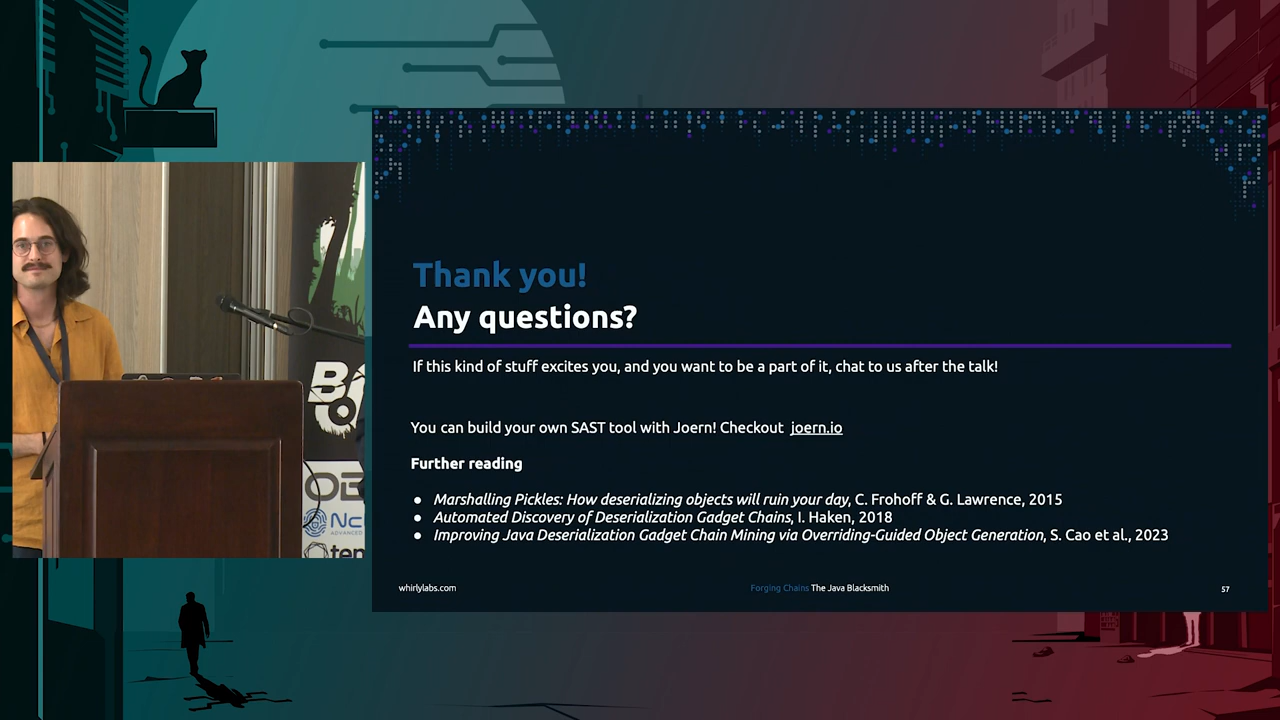 Thank you!
Any questions?
If this kind of stuff excites you, and you want to be a part of it, chat to us after the talk!
You can build your own SAST tool with Joern! Checkout joern.io
Further reading
● Marshalling Pickles: How deserializing objects will ruin your day, C. Frohoff & G. Lawrence, 2015
● Automated Discovery of Deserialization Gadget Chains, I. Haken, 2018
● Improving Java Deserialization Gadget Chain Mining via Overriding-Guided Object Generation, S. Cao et al., 2023
whirlylabs.com
Forging Chains The Java Blacksmith
57